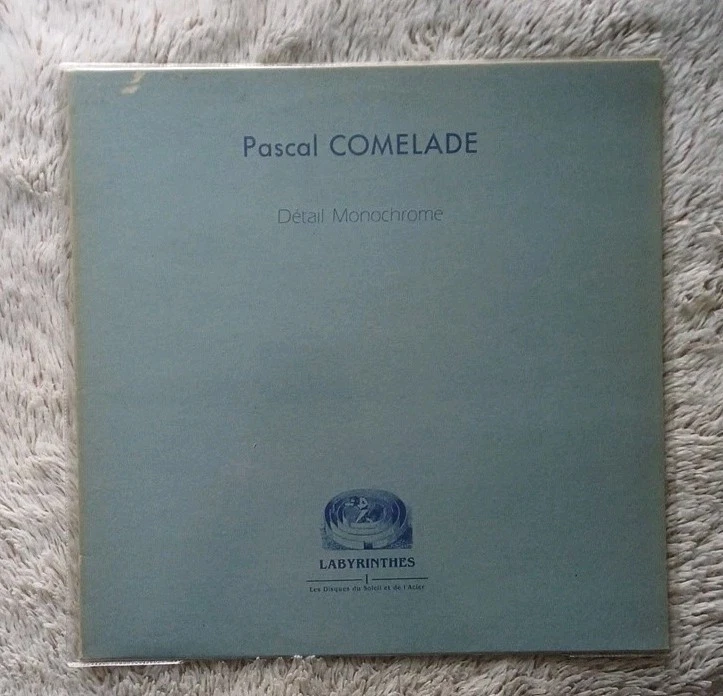 Pascal COMELADE
Détail Monochrome
LABYRINTHES
I
Les Disques du Soleil et de l'Acier